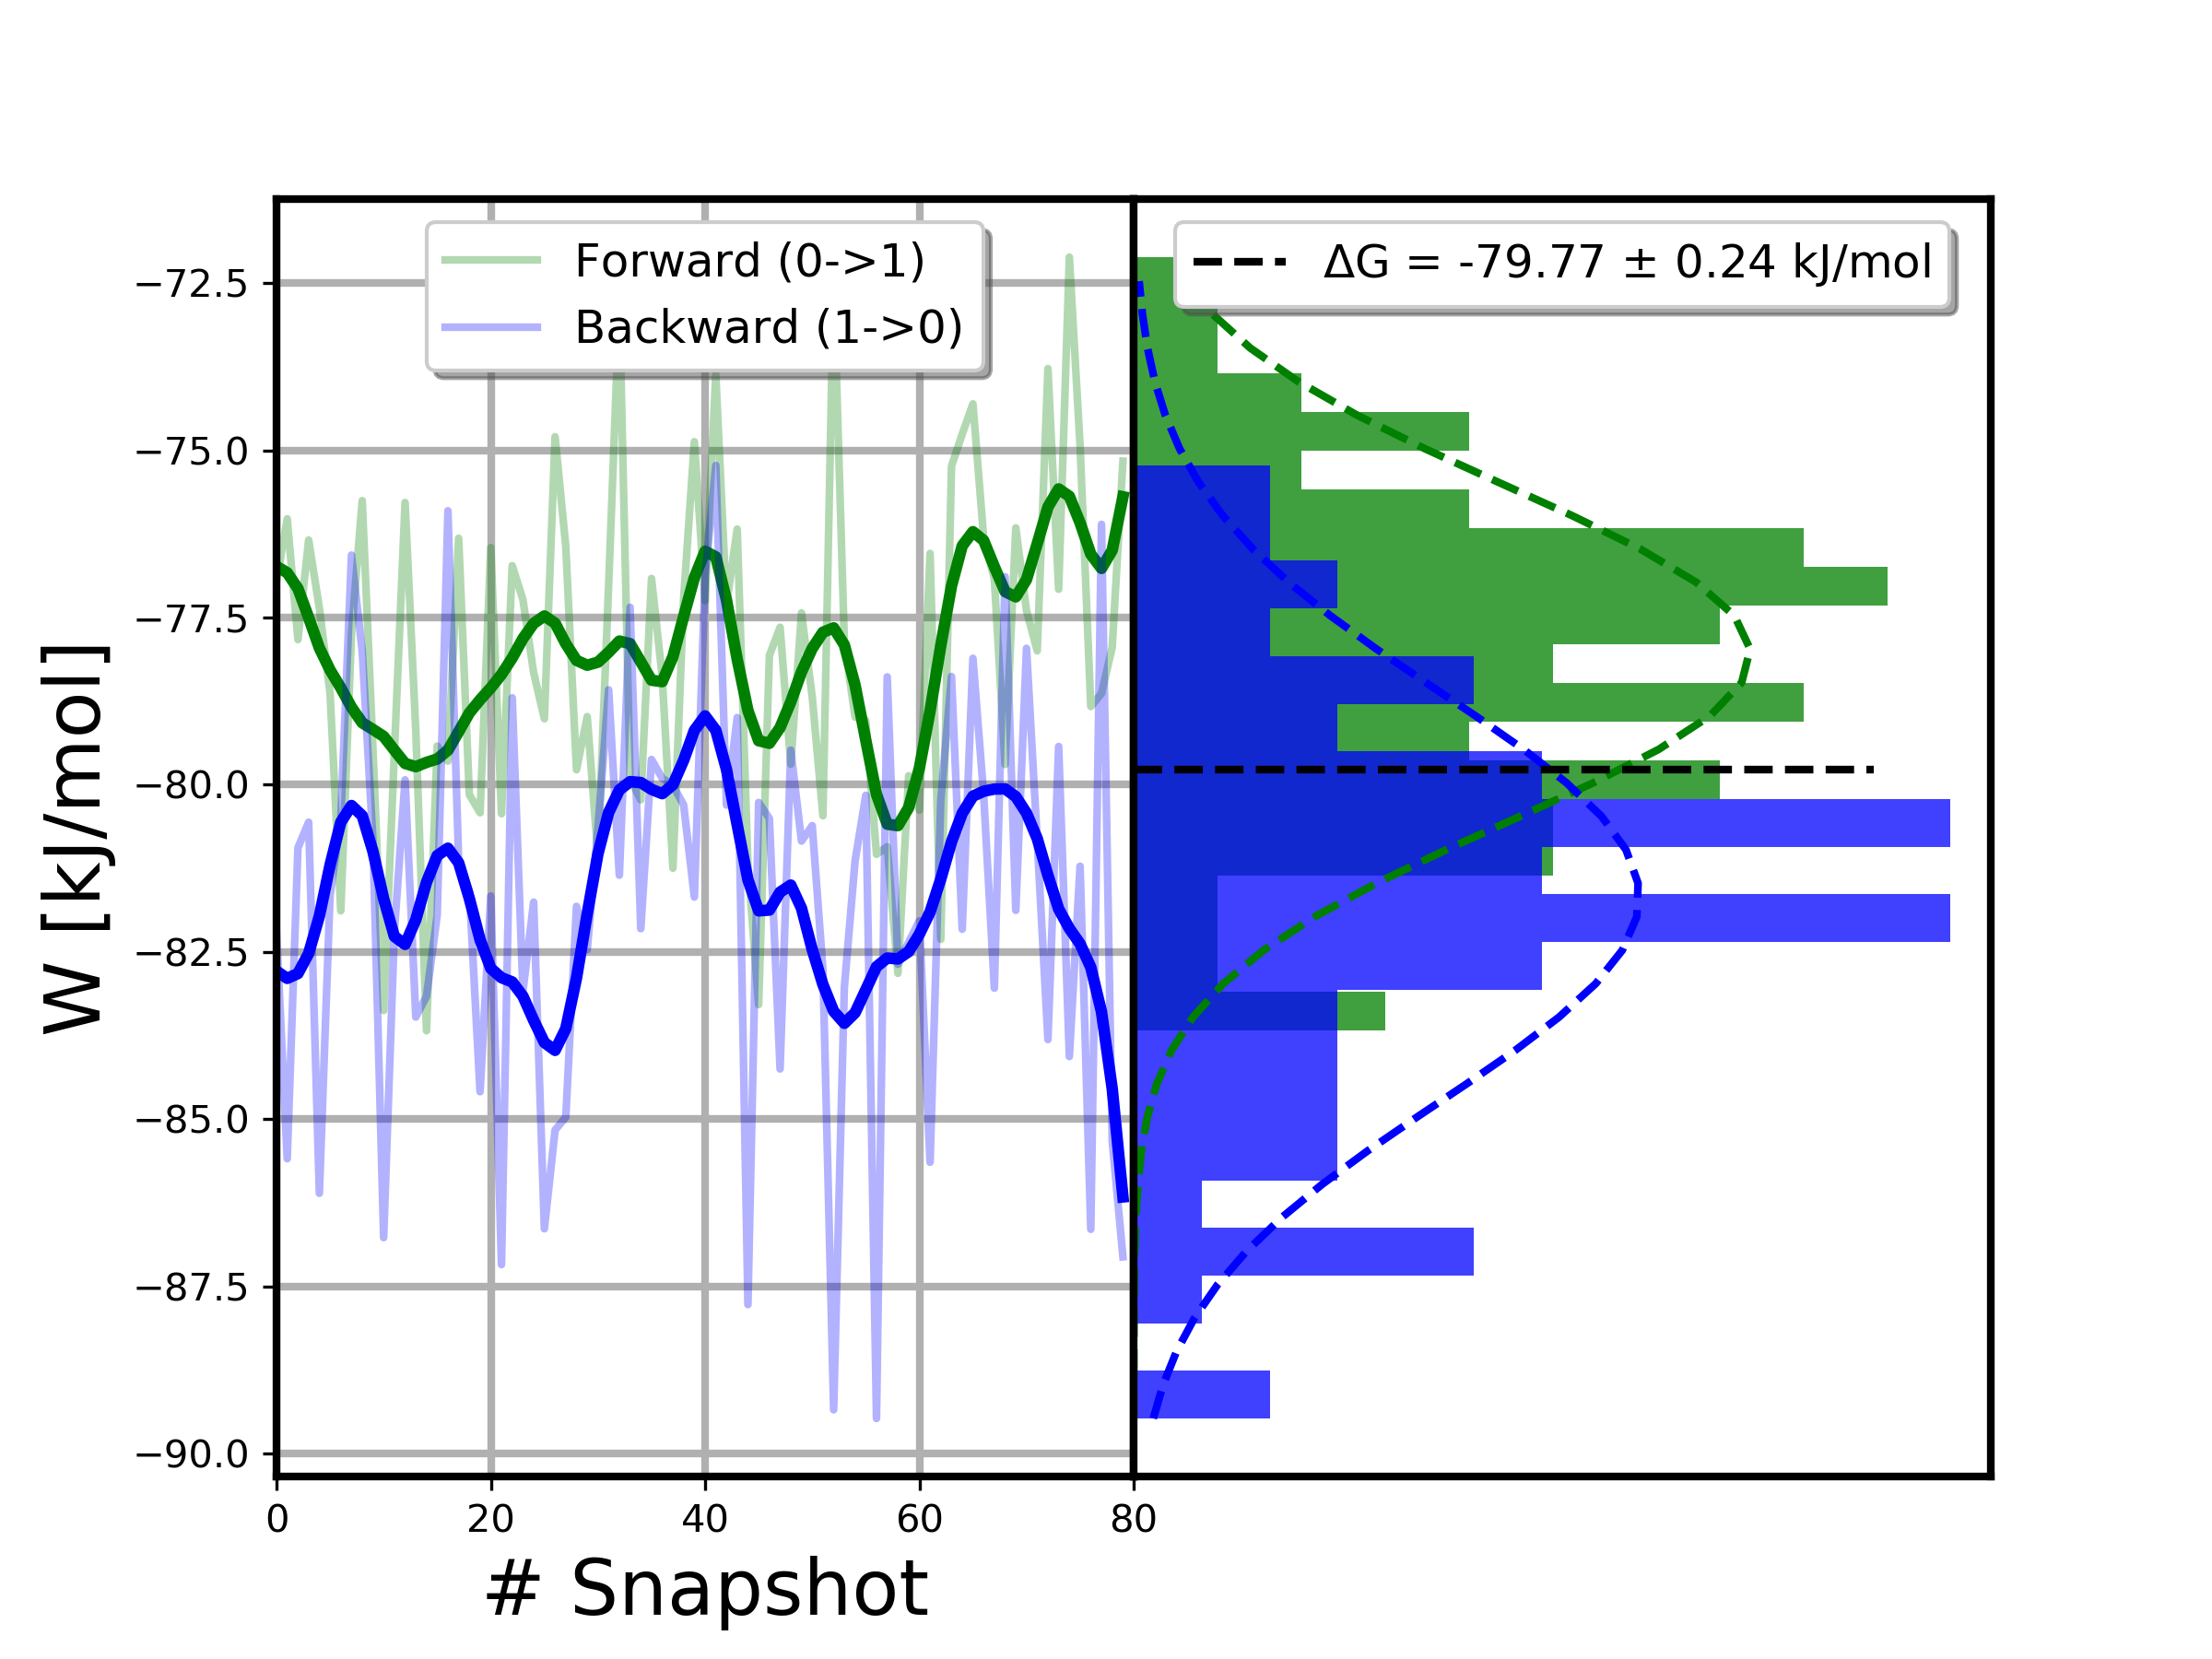 Forward (0->1)
Backward (1->0)
ΔG = -79.77 ± 0.24 kJ/mol
W [kJ/mol]
−72.5
−75.0
−77.5
−80.0
−82.5
−85.0
−87.5
−90.0
0 20 40 60 80
# Snapshot